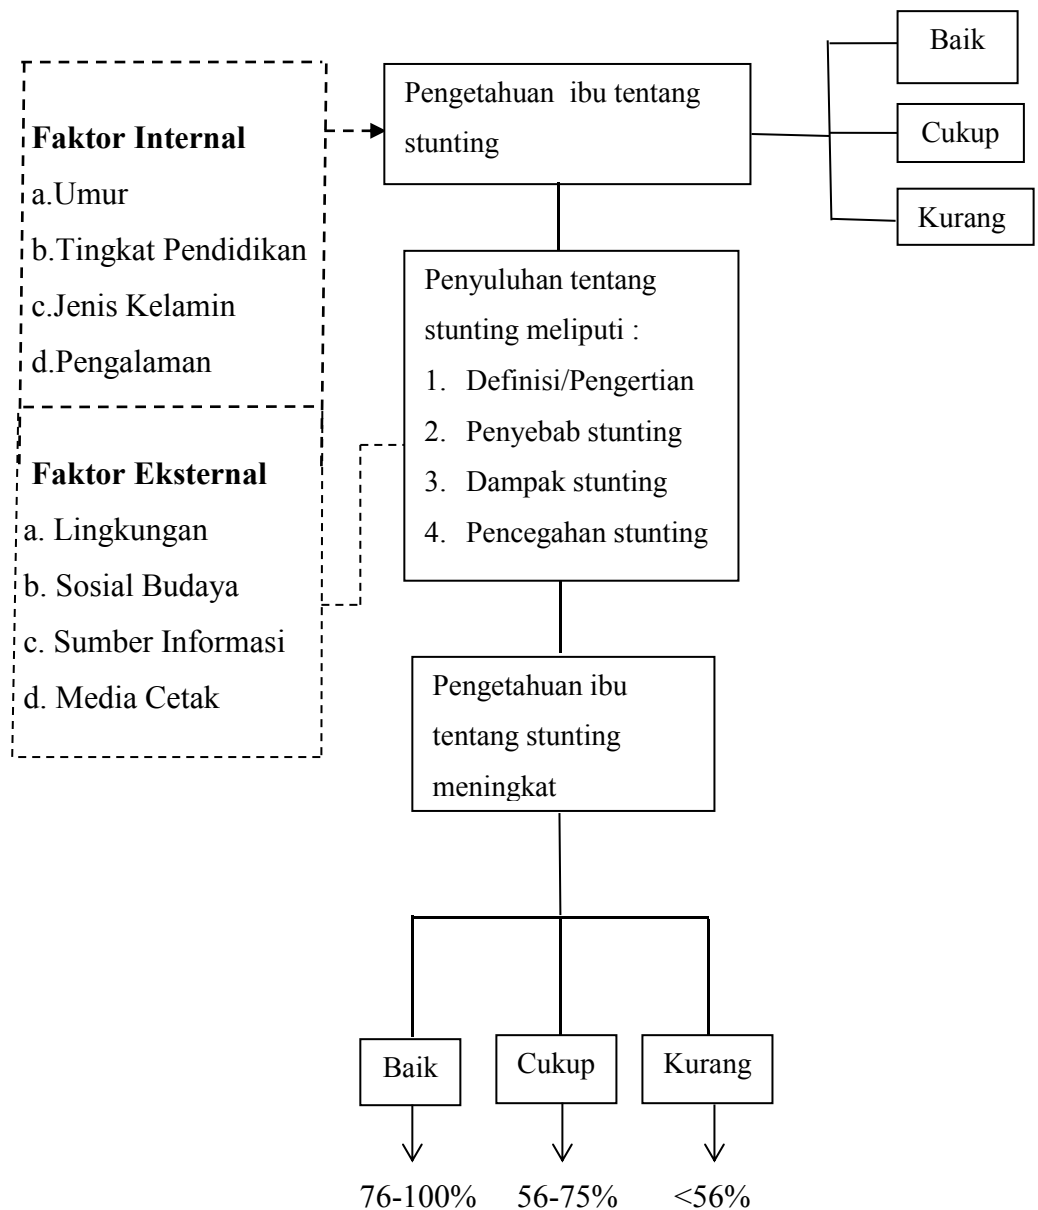 Faktor Internal
a.Umur
b.Tingkat Pendidikan
c.Jenis Kelamin
d.Pengalaman
Faktor Eksternal
a. Lingkungan
b. Sosial Budaya
c. Sumber Informasi
d. Media Cetak
Pengetahuan ibu tentang
stunting
Baik
Cukup
Kurang
Penyuluhan tentang
stunting meliputi :
1. Definisi/Pengertian
2. Penyebab stunting
3. Dampak stunting
4. Pencegahan stunting
Pengetahuan ibu
tentang stunting
meningkat
Baik
Cukup
Kurang
76-100%
56-75%
<56%